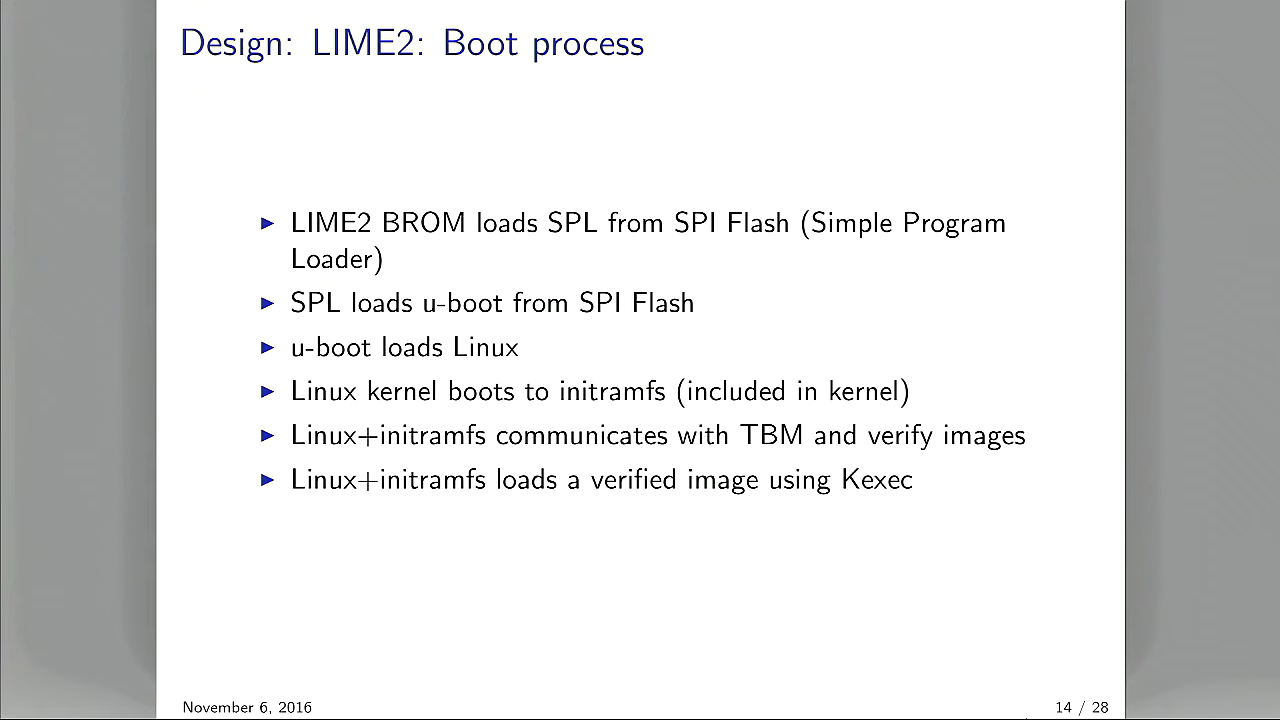 Design: LIME2: Boot process
LIME2 BROM loads SPL from SPI Flash (Simple Program
Loader)
SPL loads u-boot from SPI Flash
u-boot loads Linux
Linux kernel boots to initramfs (included in kernel)
Linux+initramfs communicates with TBM and verify images
Linux+initramfs loads a verified image using Kexec
November 6, 2016
14 / 28